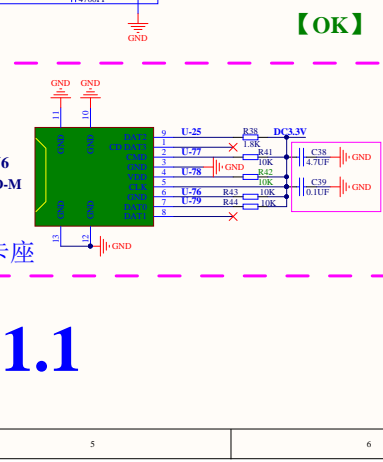 GND
【OK】
GND GND
11 10
GND GND
DAT2 9 U-25 R38 1.8K DC3.3V
CD DAT3 1
CMD 2 U-77 R41 10K C38 4.7UF GND
GND 3 GND
VDD 4 U-78 R42 10K
CLK 5 C39 0.1UF GND
GND 6 U-76 R43 10K
DAT0 7 U-79 R44 10K
DAT1 8
GND GND
13 12
GND
卡座
1.1
5 6